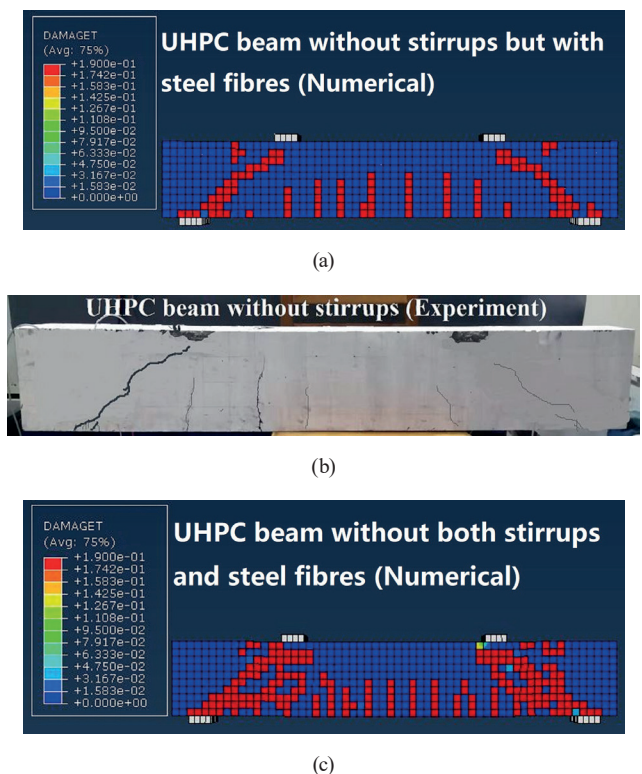 DAMAGET
(Avg: 75%)
+1.900e-01
+1.742e-01
+1.583e-01
+1.425e-01
+1.267e-01
+1.108e-01
+9.500e-02
+7.917e-02
+6.333e-02
+4.750e-02
+3.167e-02
+1.583e-02
+0.000e+00
UHPC beam without stirrups but with
steel fibres (Numerical)
(a)
UHPC beam without stirrups (Experiment)
(b)
DAMAGET
(Avg: 75%)
+1.900e-01
+1.742e-01
+1.583e-01
+1.425e-01
+1.267e-01
+1.108e-01
+9.500e-02
+7.917e-02
+6.333e-02
+4.750e-02
+3.167e-02
+1.583e-02
+0.000e+00
UHPC beam without both stirrups
and steel fibres (Numerical)
(c)